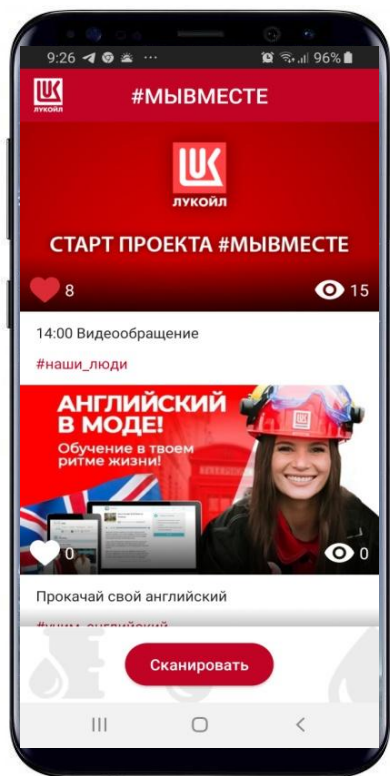 9:26
96%
ЛУКОЙЛ
#МЫВМЕСТЕ
ЛУКОЙЛ
СТАРТ ПРОЕКТА #МЫВМЕСТЕ
8
15
14:00 Видеообращение
#наши_люди
АНГЛИЙСКИЙ
В МОДЕ!
Обучение в твоем
ритме жизни!
0
0
Прокачай свой английский
#учим_английский
Сканировать